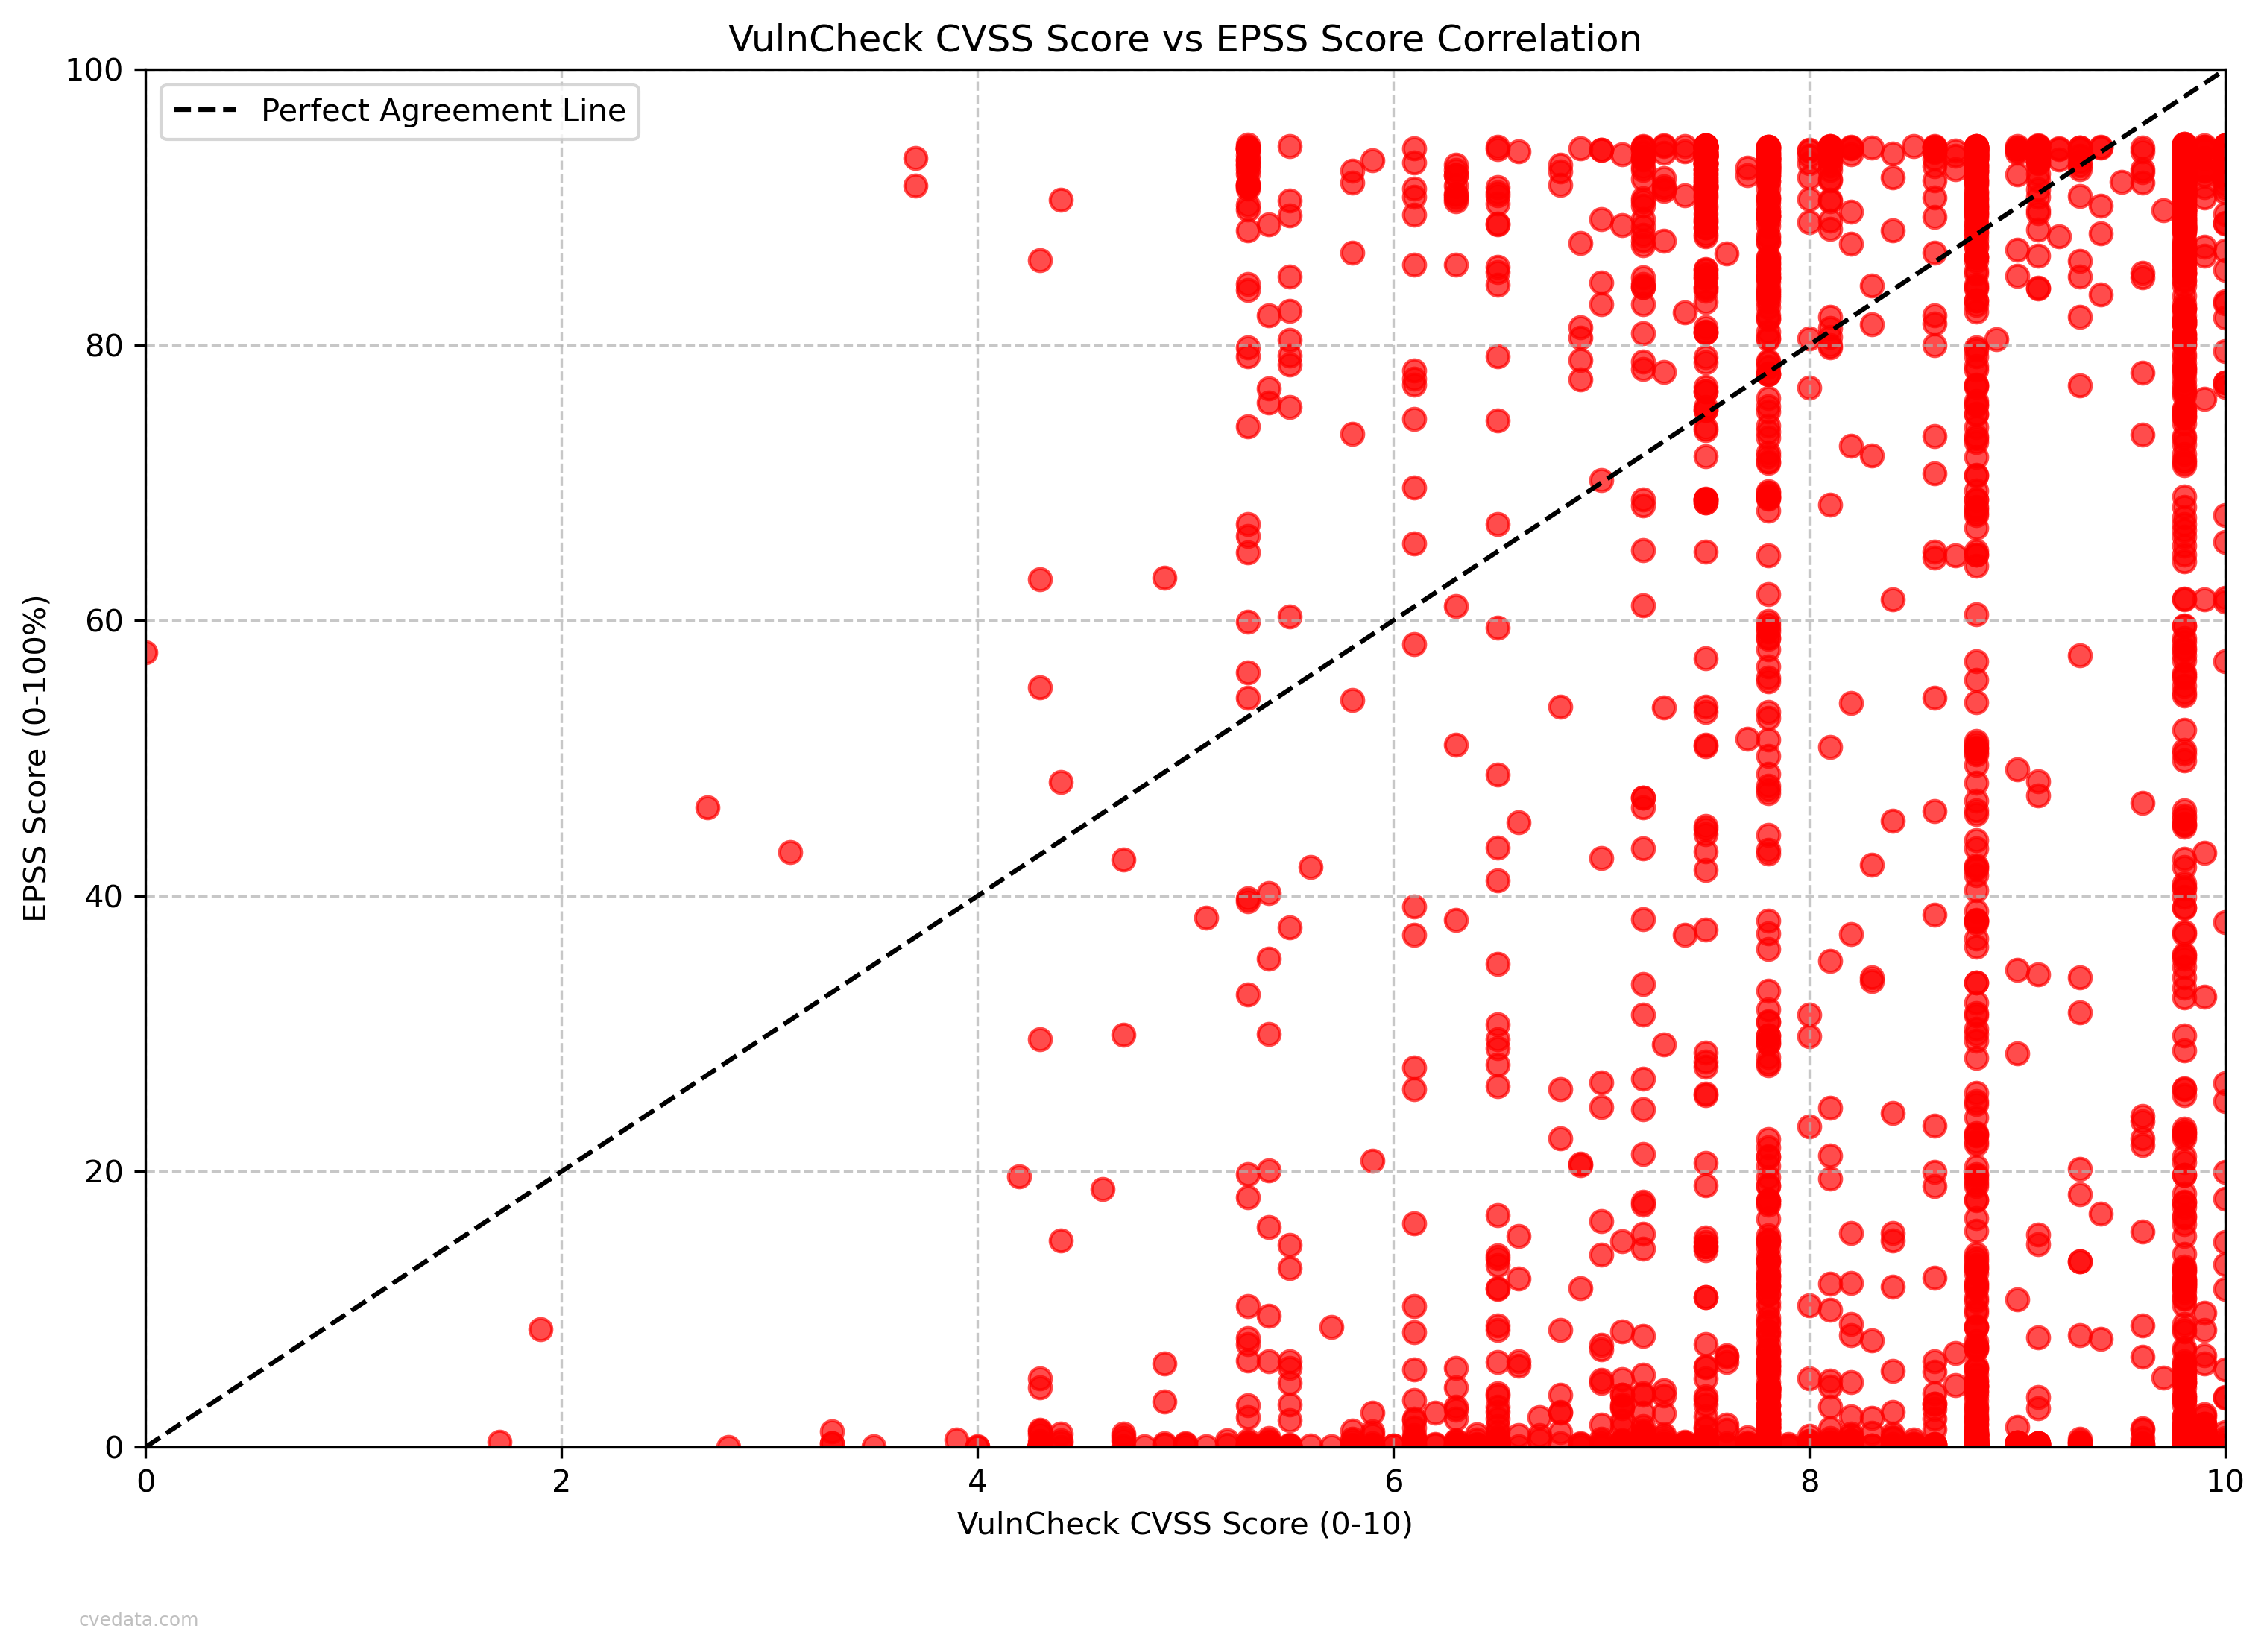 VulnCheck CVSS Score vs EPSS Score Correlation
Perfect Agreement Line
100
80
60
40
20
0
EPSS Score (0-100%)
0 2 4 6 8 10
VulnCheck CVSS Score (0-10)
cvedata.com